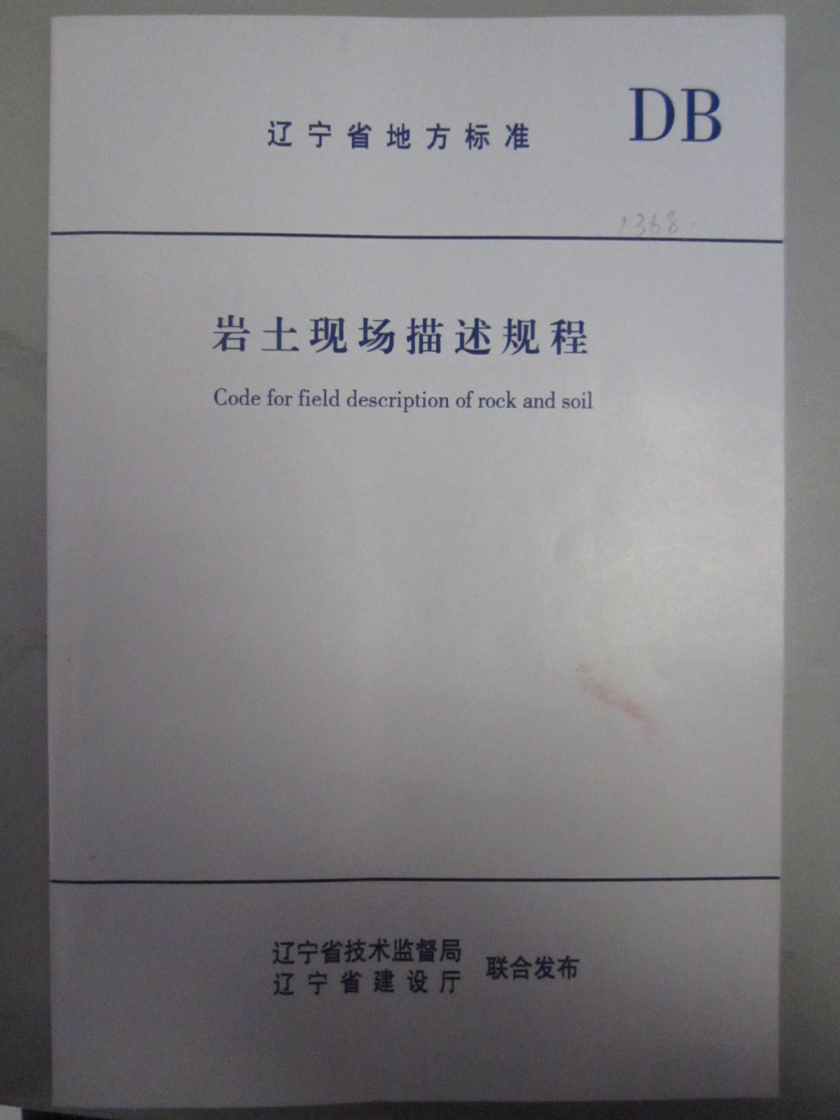 辽宁省地方标准
DB
1368.
岩土现场描述规程
Code for field description of rock and soil
辽宁省技术监督局
辽宁省建设厅
联合发布